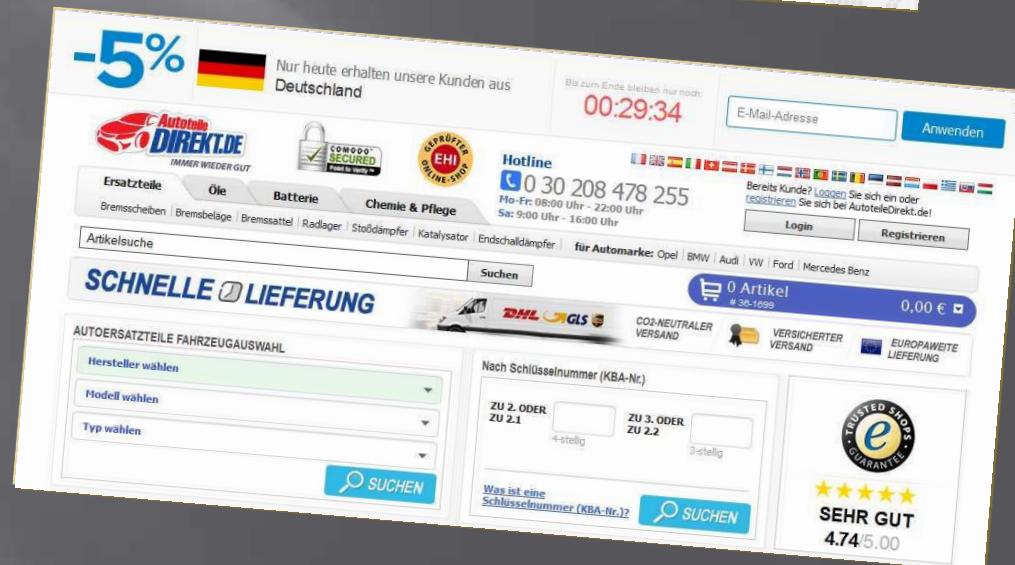 -5%
Nur heute erhalten unsere Kunden aus
Deutschland
Bis zum Ende bleiben nur noch:
00:29:34
E-Mail-Adresse
Anwenden
Autoteile
DIREKT.DE
IMMER WIEDER GUT
COMODO
SECURED
Point to Verify™
GEPRÜFTER
EHI
ONLINE-SHOP
Hotline
0 30 208 478 255
Mo-Fr: 08:00 Uhr - 22:00 Uhr
Sa: 9:00 Uhr - 16:00 Uhr
Bereits Kunde? Loggen Sie sich ein oder
registrieren Sie sich bei AutoteileDirekt.de!
Login
Registrieren
Ersatzteile
Öle
Batterie
Chemie & Pflege
Bremsscheiben | Bremsbeläge | Bremssattel | Radlager | Stoßdämpfer | Katalysator | Endschalldämpfer
für Automarke: Opel | BMW | Audi | VW | Ford | Mercedes Benz
Artikelsuche
Suchen
0 Artikel
# 36-1699
0,00 €
SCHNELLE LIEFERUNG
DHL GLS
CO2-NEUTRALER
VERSAND
VERSICHERTER
VERSAND
EUROPAWEITE
LIEFERUNG
AUTOERSATZTEILE FAHRZEUGAUSWAHL
Hersteller wählen
Modell wählen
Typ wählen
SUCHEN
Nach Schlüsselnummer (KBA-Nr.)
ZU 2. ODER
ZU 2.1
4-stellig
ZU 3. ODER
ZU 2.2
3-stellig
Was ist eine
Schlüsselnummer (KBA-Nr.)?
SUCHEN
TRUSTED SHOPS
e
GUARANTEE
SEHR GUT
4.74/5.00